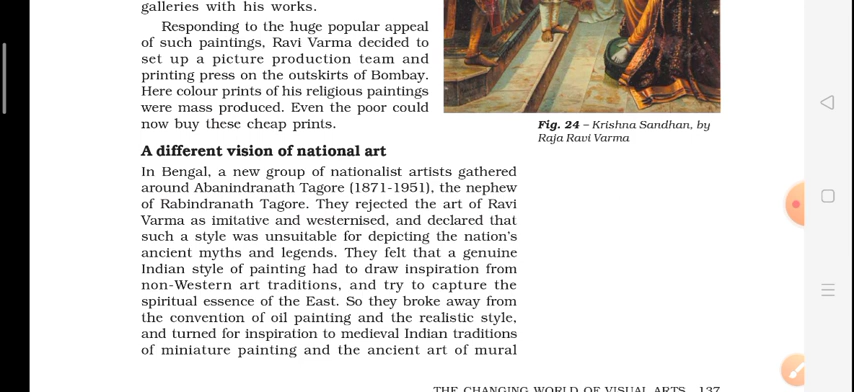 galleries with his works.
Responding to the huge popular appeal
of such paintings, Ravi Varma decided to
set up a picture production team and
printing press on the outskirts of Bombay.
Here colour prints of his religious paintings
were mass produced. Even the poor could
now buy these cheap prints.
Fig. 24 – Krishna Sandhan, by
Raja Ravi Varma
A different vision of national art
In Bengal, a new group of nationalist artists gathered
around Abanindranath Tagore (1871-1951), the nephew
of Rabindranath Tagore. They rejected the art of Ravi
Varma as imitative and westernised, and declared that
such a style was unsuitable for depicting the nation's
ancient myths and legends. They felt that a genuine
Indian style of painting had to draw inspiration from
non-Western art traditions, and try to capture the
spiritual essence of the East. So they broke away from
the convention of oil painting and the realistic style,
and turned for inspiration to medieval Indian traditions
of miniature painting and the ancient art of mural
THE CHANGING WORLD OF VISUAL ARTS 137